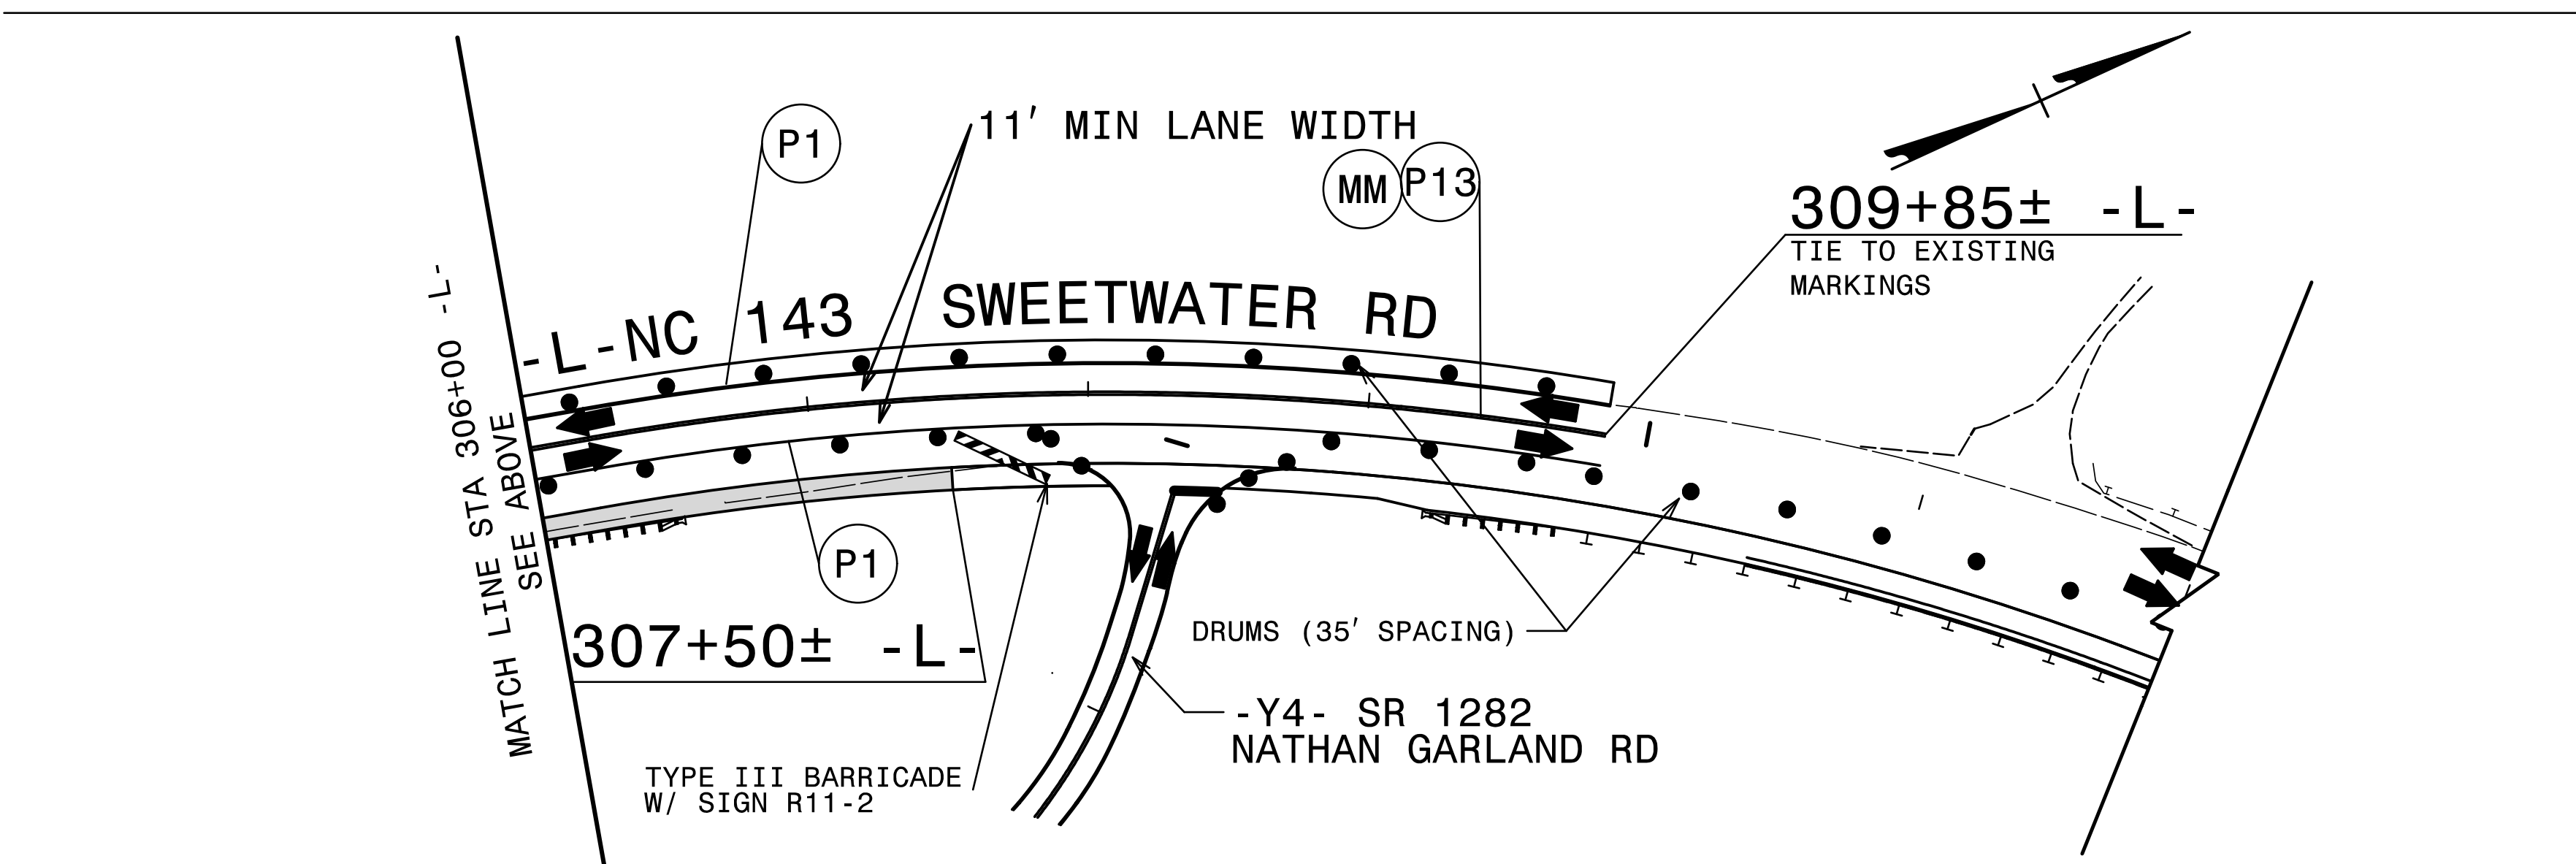 P1
11' MIN LANE WIDTH
MM
P13
309+85± -L-
TIE TO EXISTING
MARKINGS
-L-NC 143 SWEETWATER RD
MATCH LINE STA 306+00 -L-
SEE ABOVE
P1
307+50± -L-
DRUMS (35' SPACING)
-Y4- SR 1282
NATHAN GARLAND RD
TYPE III BARRICADE
W/ SIGN R11-2